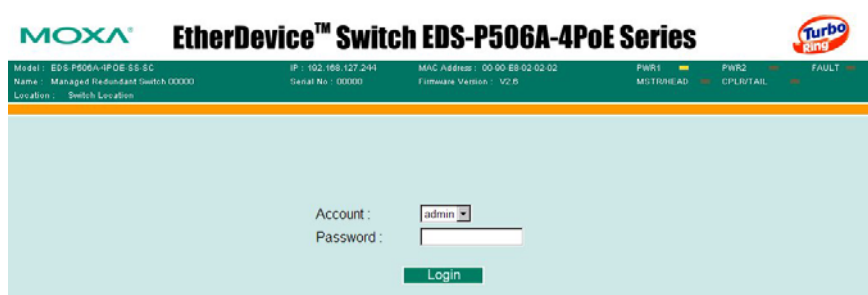 MOXA EtherDevice™ Switch EDS-P506A-4PoE Series Turbo Ring
Model : EDS-P506A-4POE-SS-SC IP : 192.168.127.244 MAC Address : 00-90-E8-02-02-02 PWR1 PWR2 FAULT
Name : Managed Redundant Switch 00000 Serial No : 00000 Firmware Version : V2.6 MSTR/HEAD CPLR/TAIL
Location : Switch Location
Account : admin
Password :
Login